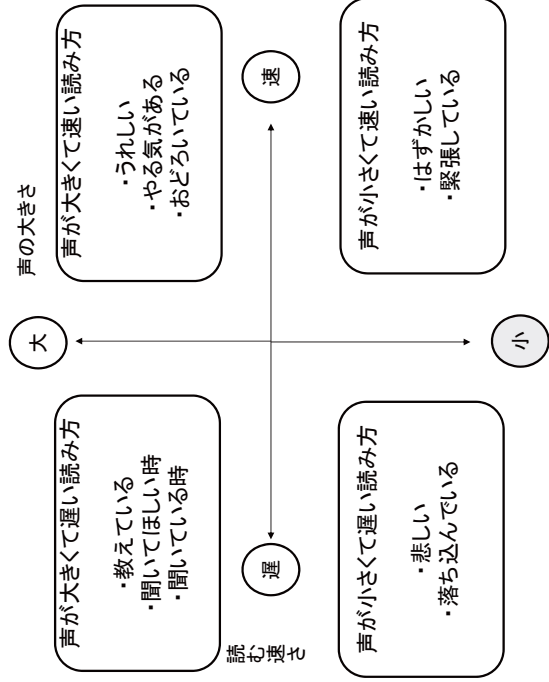 声の大きさ
大
声が大きくて遅い読み方
・教えている
・聞いてほしい時
・聞いている時
声が大きくて速い読み方
・うれしい
・やる気がある
・おどろいている
読む速さ
遅
速
声が小さくて遅い読み方
・悲しい
・落ち込んでいる
声が小さくて速い読み方
・はずかしい
・緊張している
小